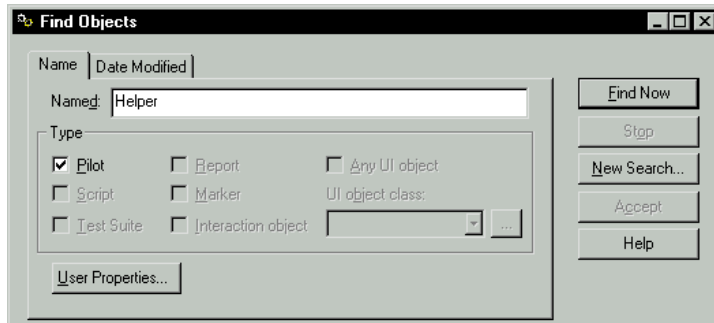 Find Objects
Name Date Modified
Named: Helper
Type
Pilot Report Any UI object
Script Marker UI object class:
Test Suite Interaction object ...
User Properties...
Find Now
Stop
New Search...
Accept
Help